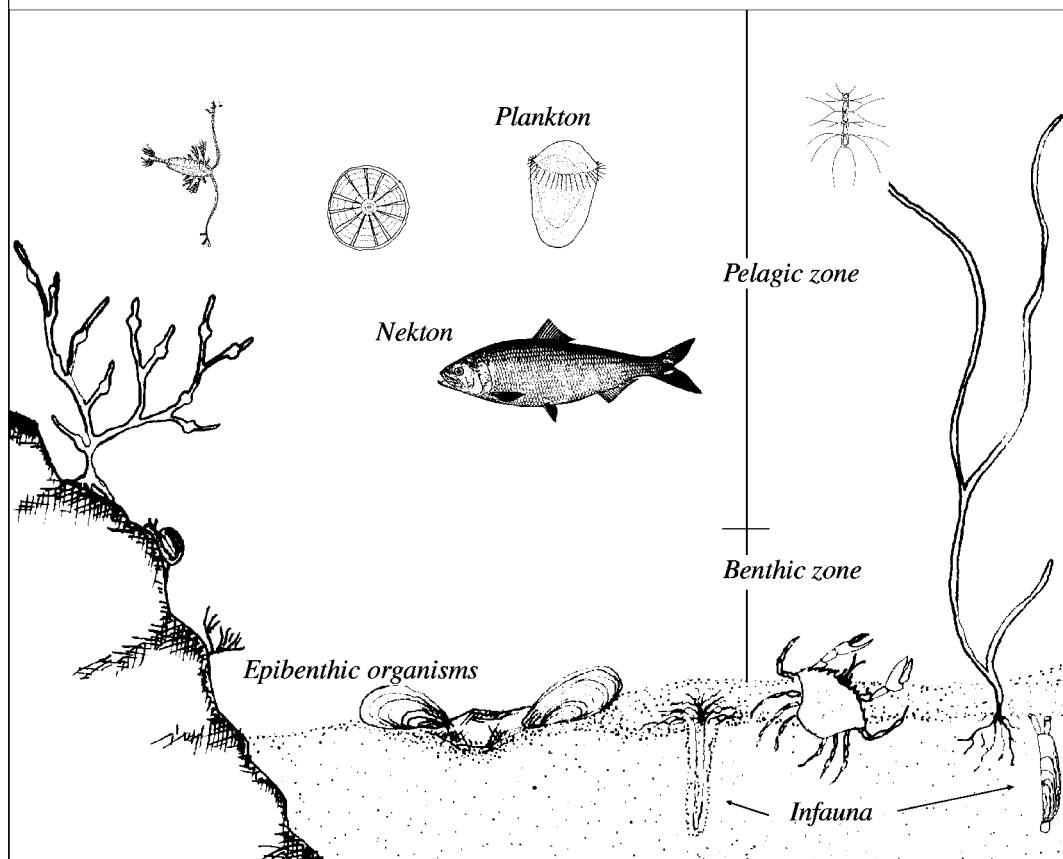 Plankton
Pelagic zone
Nekton
Benthic zone
Epibenthic organisms
Infauna